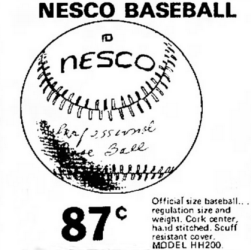 NESCO BASEBALL
NESCO
Professional
Base Ball
87¢
Official size baseball...
regulation size and
weight. Cork center,
hand stitched. Scuff
resistant cover.
MODEL HH200.